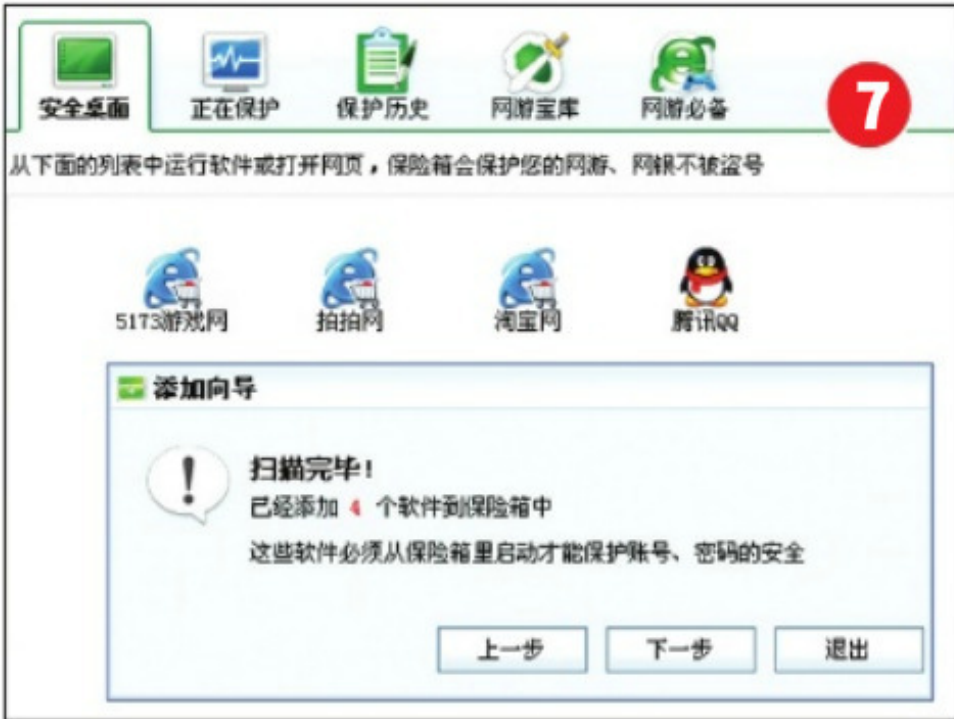 安全桌面 正在保护 保护历史 网游宝库 网游必备
7
从下面的列表中运行软件或打开网页，保险箱会保护您的网游、网银不被盗号
5173游戏网 拍拍网 淘宝网 腾讯QQ
添加向导
扫描完毕!
已经添加 4 个软件到保险箱中
这些软件必须从保险箱里启动才能保护账号、密码的安全
上一步 下一步 退出